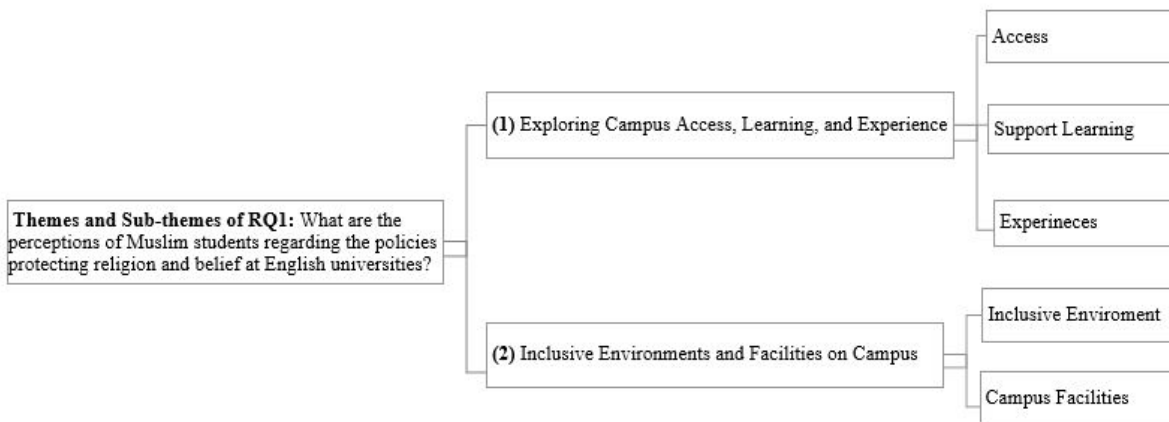 Themes and Sub-themes of RQ1: What are the
perceptions of Muslim students regarding the policies
protecting religion and belief at English universities?
(1) Exploring Campus Access, Learning, and Experience
Access
Support Learning
Experineces
(2) Inclusive Environments and Facilities on Campus
Inclusive Enviroment
Campus Facilities